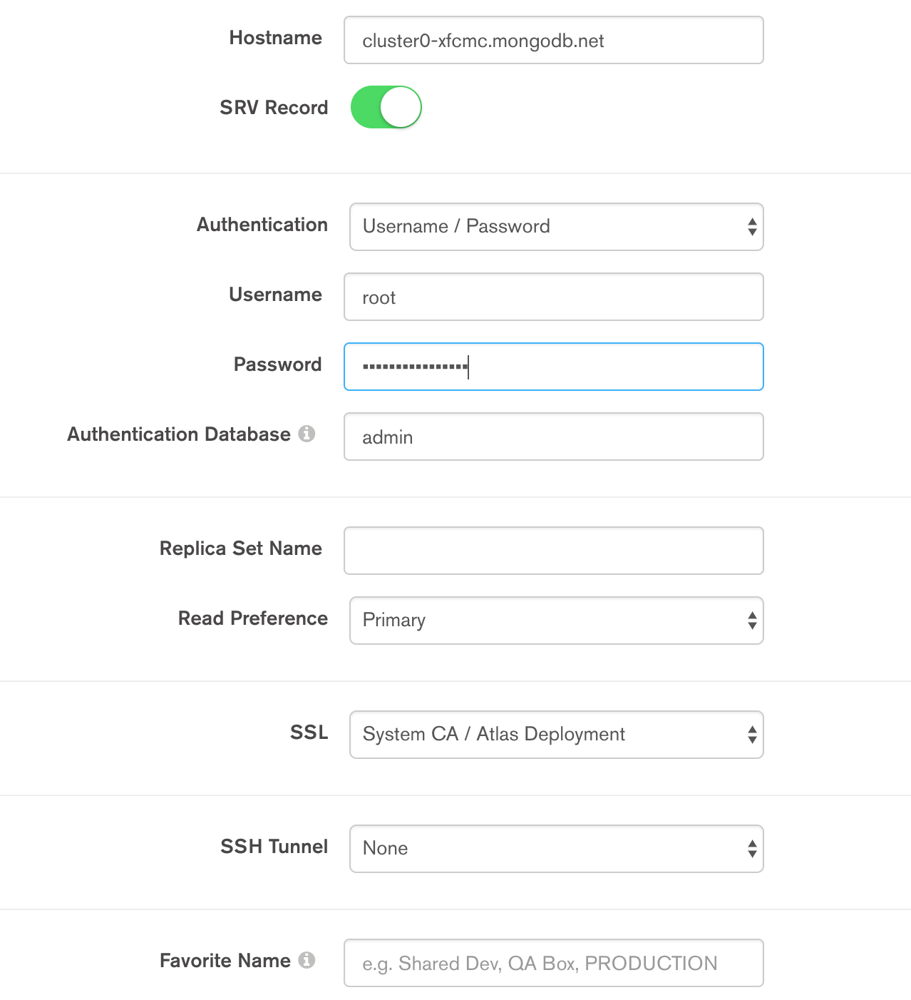 Hostname cluster0-xfcmc.mongodb.net
SRV Record
Authentication Username / Password
Username root
Password ▪▪▪▪▪▪▪▪▪▪▪▪▪▪▪▪
Authentication Database admin
Replica Set Name
Read Preference Primary
SSL System CA / Atlas Deployment
SSH Tunnel None
Favorite Name e.g. Shared Dev, QA Box, PRODUCTION